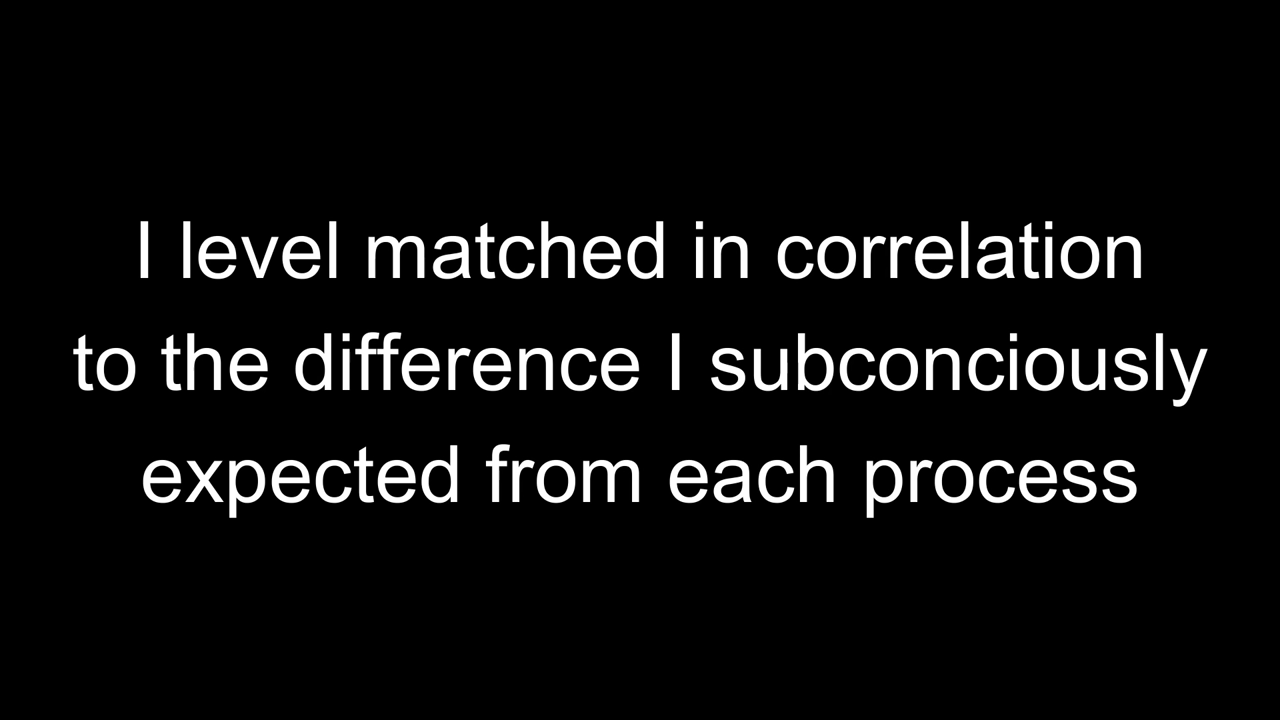 I level matched in correlation
to the difference I subconciously
expected from each process